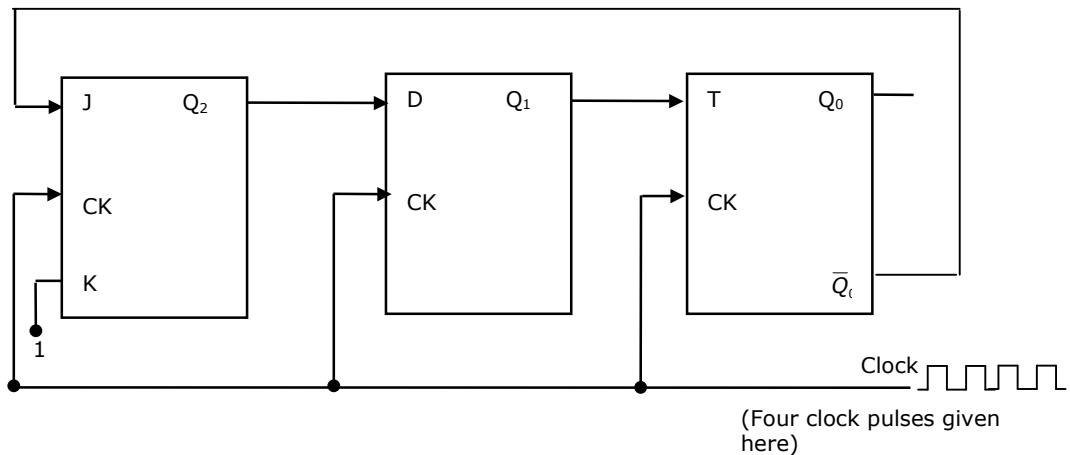 J Q₂ D Q₁ T Q₀
CK CK CK
K Q̅₀
1
Clock
(Four clock pulses given
here)